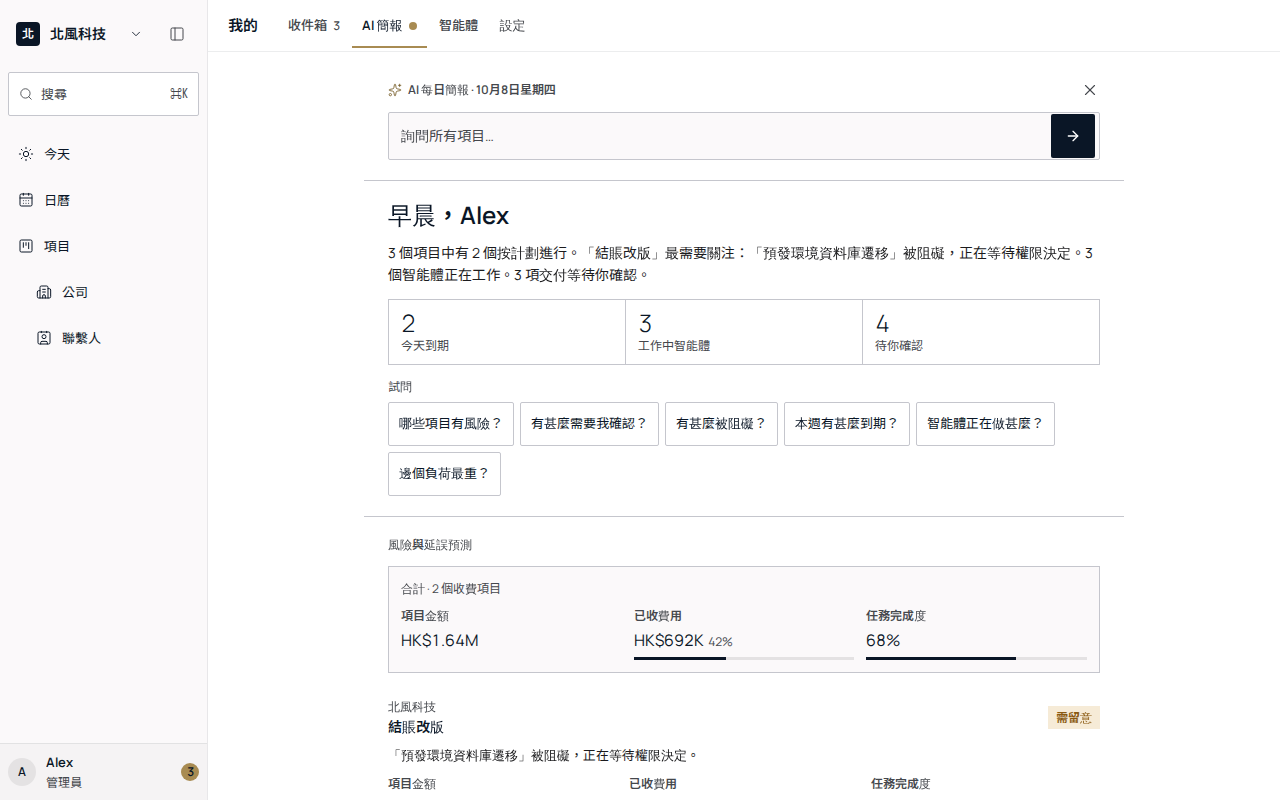 北 北風科技
搜尋 ⌘K
今天
日曆
項目
公司
聯繫人
A Alex
管理員
3
我的 收件箱 3 AI 簡報 智能體 設定
AI 每日簡報 · 10月8日星期四
詢問所有項目...
早晨，Alex
3 個項目中有 2 個按計劃進行。「結賬改版」最需要關注：「預發環境資料庫遷移」被阻礙，正在等待權限決定。3
個智能體正在工作。3 項交付等待你確認。
2 3 4
今天到期 工作中智能體 待你確認
試問
哪些項目有風險？ 有甚麼需要我確認？ 有甚麼被阻礙？ 本週有甚麼到期？ 智能體正在做甚麼？
邊個負荷最重？
風險與延誤預測
合計 · 2 個收費項目
項目金額 已收費用 任務完成度
HK$1.64M HK$692K 42% 68%
北風科技
結賬改版 需留意
「預發環境資料庫遷移」被阻礙，正在等待權限決定。
項目金額 已收費用 任務完成度